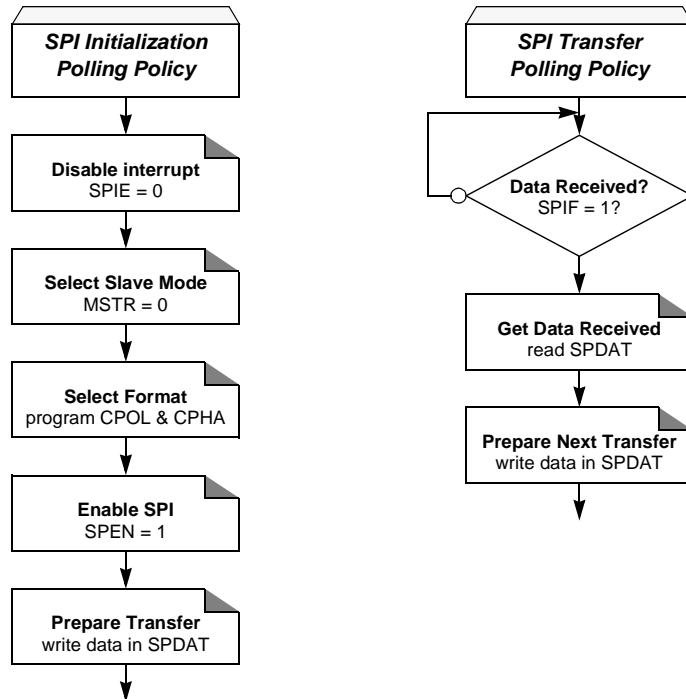 SPI Initialization
Polling Policy
Disable interrupt
SPIE = 0
Select Slave Mode
MSTR = 0
Select Format
program CPOL & CPHA
Enable SPI
SPEN = 1
Prepare Transfer
write data in SPDAT
SPI Transfer
Polling Policy
Data Received?
SPIF = 1?
Get Data Received
read SPDAT
Prepare Next Transfer
write data in SPDAT